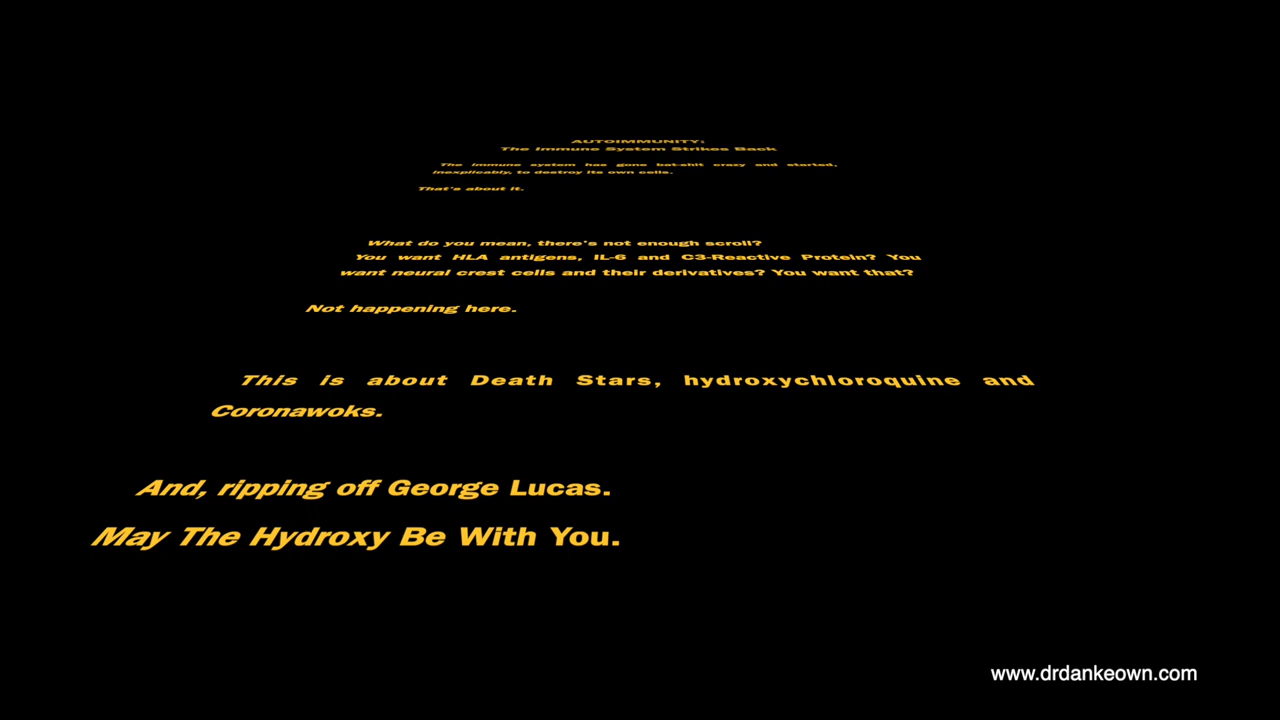 AUTOIMMUNITY:
The Immune System Strikes Back
The immune system has gone bat-shit crazy and started,
inexplicably, to destroy its own cells.
That's about it.
What do you mean, there's not enough scroll?
You want HLA antigens, IL-6 and C3-Reactive Protein? You
want neural crest cells and their derivatives? You want that?
Not happening here.
This is about Death Stars, hydroxychloroquine and
Coronawoks.
And, ripping off George Lucas.
May The Hydroxy Be With You.
www.drdankeown.com